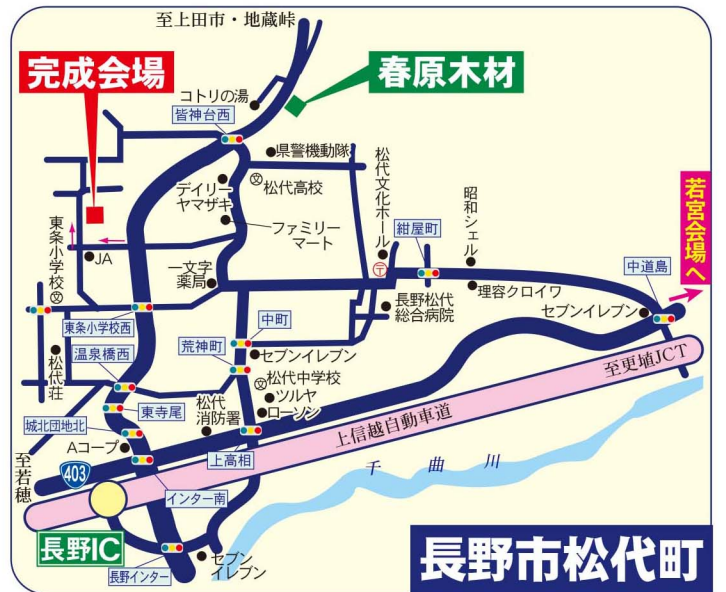 至上田市・地蔵峠
完成会場
春原木材
コトリの湯
皆神台西
県警機動隊
デイリー
ヤマザキ
文
松代高校
松代文化ホール
昭和シェル
若宮会場へ
東条小学校
文
ファミリー
マート
紺屋町
JA
一文字
薬局
〒
中道島
長野松代
総合病院
理容クロイワ
セブンイレブン
東条小学校西
中町
松代荘
温泉橋西
荒神町
セブンイレブン
至更埴JCT
文
松代中学校
東寺尾
松代
消防署
ツルヤ
ローソン
城北団地北
Aコープ
上高相
上信越自動車道
至若穂
403
インター南
千曲川
長野IC
長野インター
セブン
イレブン
長野市松代町